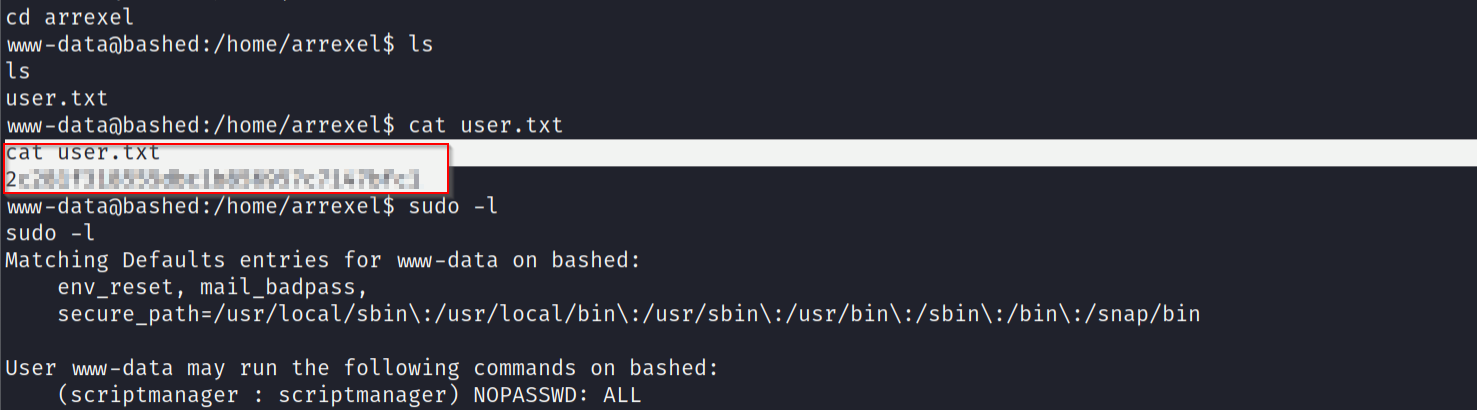 cd arrexel
www-data@bashed:/home/arrexel$ ls
ls
user.txt
www-data@bashed:/home/arrexel$ cat user.txt
cat user.txt
www-data@bashed:/home/arrexel$ sudo -l
sudo -l
Matching Defaults entries for www-data on bashed:
    env_reset, mail_badpass,
    secure_path=/usr/local/sbin\:/usr/local/bin\:/usr/sbin\:/usr/bin\:/sbin\:/bin\:/snap/bin

User www-data may run the following commands on bashed:
    (scriptmanager : scriptmanager) NOPASSWD: ALL